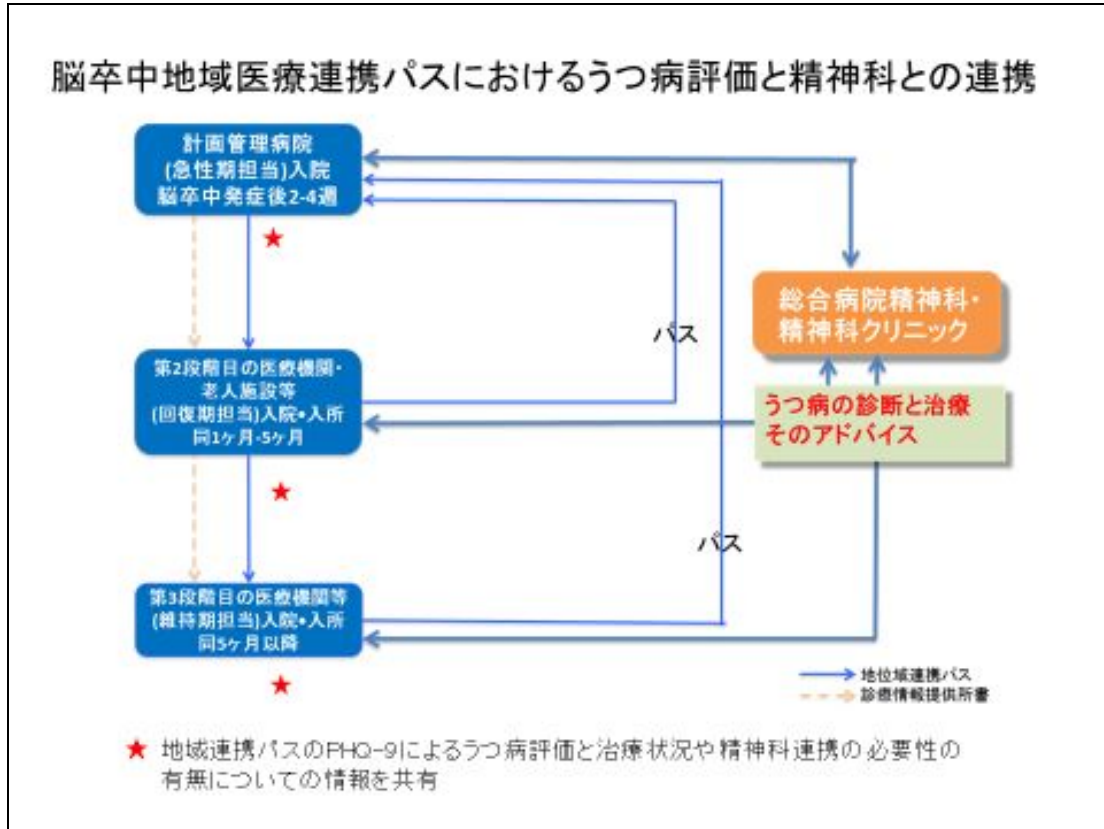 脳卒中地域医療連携パスにおけるうつ病評価と精神科との連携
計画管理病院
(急性期担当)入院
脳卒中発症後2-4週
★
総合病院精神科・
精神科クリニック
パス
第2段階目の医療機関・
老人施設等
(回復期担当)入院・入所
同1ケ月-5ケ月
うつ病の診断と治療
そのアドバイス
★
パス
第3段階目の医療機関等
(維持期担当)入院・入所
同5ケ月以降
★
地位域連携パス
診療情報提供所書
★ 地域連携パスのPHQ-9によるうつ病評価と治療状況や精神科連携の必要性の
有無についての情報を共有